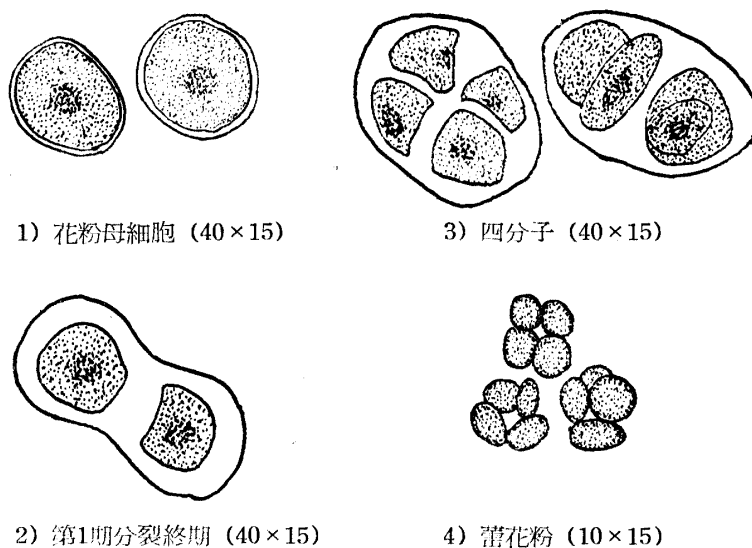 1) 花粉母細胞 (40×15)
3) 四分子 (40×15)
2) 第1期分裂終期 (40×15)
4) 蕾花粉 (10×15)